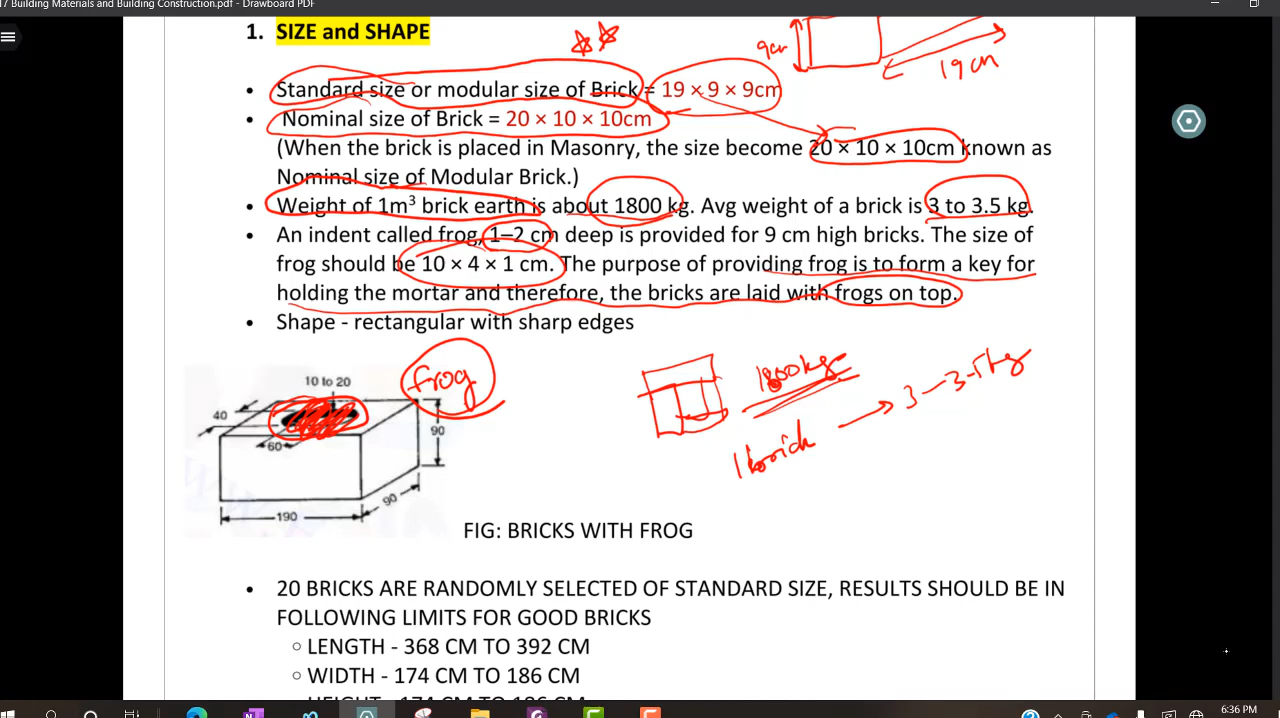 17 Building Materials and Building Construction.pdf - Drawboard PDF
1. SIZE and SHAPE
9cm
19 cm
• Standard size or modular size of Brick = 19 × 9 × 9cm
• Nominal size of Brick = 20 × 10 × 10cm
(When the brick is placed in Masonry, the size become 20 × 10 × 10cm known as
Nominal size of Modular Brick.)
• Weight of 1m³ brick earth is about 1800 kg. Avg weight of a brick is 3 to 3.5 kg.
• An indent called frog, 1–2 cm deep is provided for 9 cm high bricks. The size of
frog should be 10 × 4 × 1 cm. The purpose of providing frog is to form a key for
holding the mortar and therefore, the bricks are laid with frogs on top.
• Shape - rectangular with sharp edges
10 to 20
frog
40
60
90
90
190
1800kg
1 brick → 3 – 3.5kg
FIG: BRICKS WITH FROG
• 20 BRICKS ARE RANDOMLY SELECTED OF STANDARD SIZE, RESULTS SHOULD BE IN
FOLLOWING LIMITS FOR GOOD BRICKS
○ LENGTH - 368 CM TO 392 CM
○ WIDTH - 174 CM TO 186 CM
HEIGHT - 174 CM TO 186 CM
6:36 PM